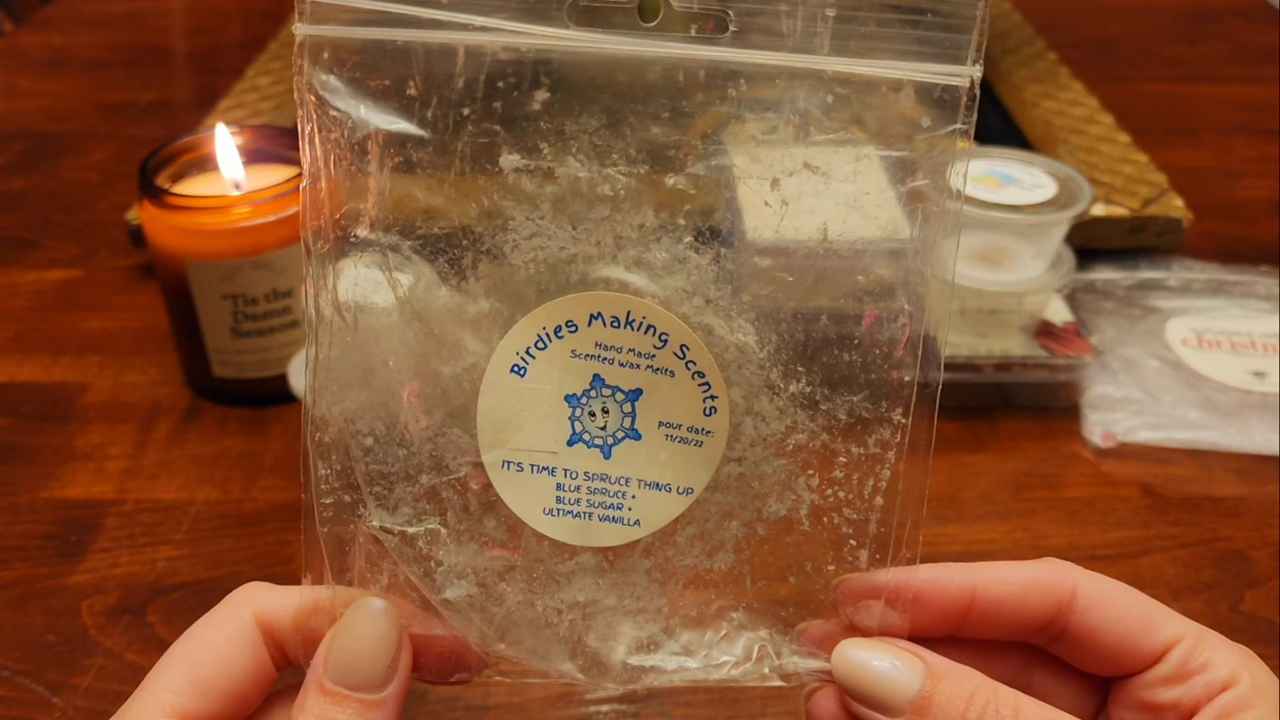 Birdies Making Scents
Hand Made
Scented Wax Melts
pour date:
11/20/22
IT'S TIME TO SPRUCE THING UP
BLUE SPRUCE +
BLUE SUGAR +
ULTIMATE VANILLA
'Tis the
Damn
Season